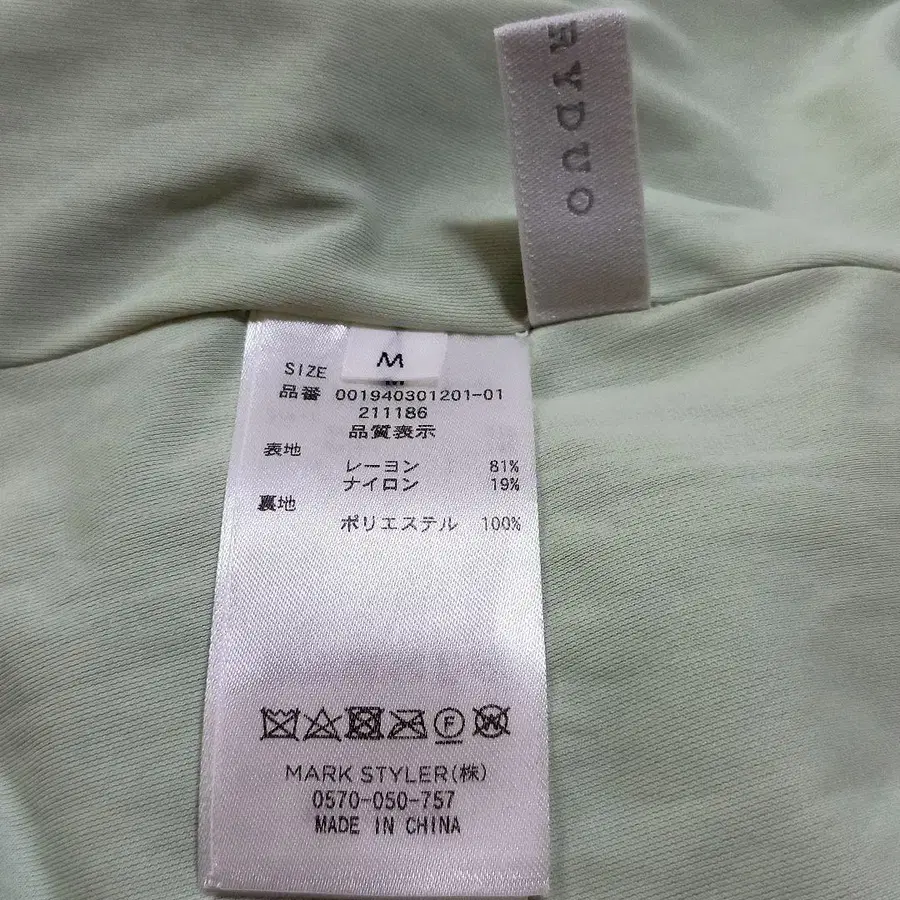 RYDUO
SIZE M
品番 001940301201-01
211186
品質表示
表地
レーヨン 81%
ナイロン 19%
裏地
ポリエステル 100%
F W
MARK STYLER(株)
0570-050-757
MADE IN CHINA